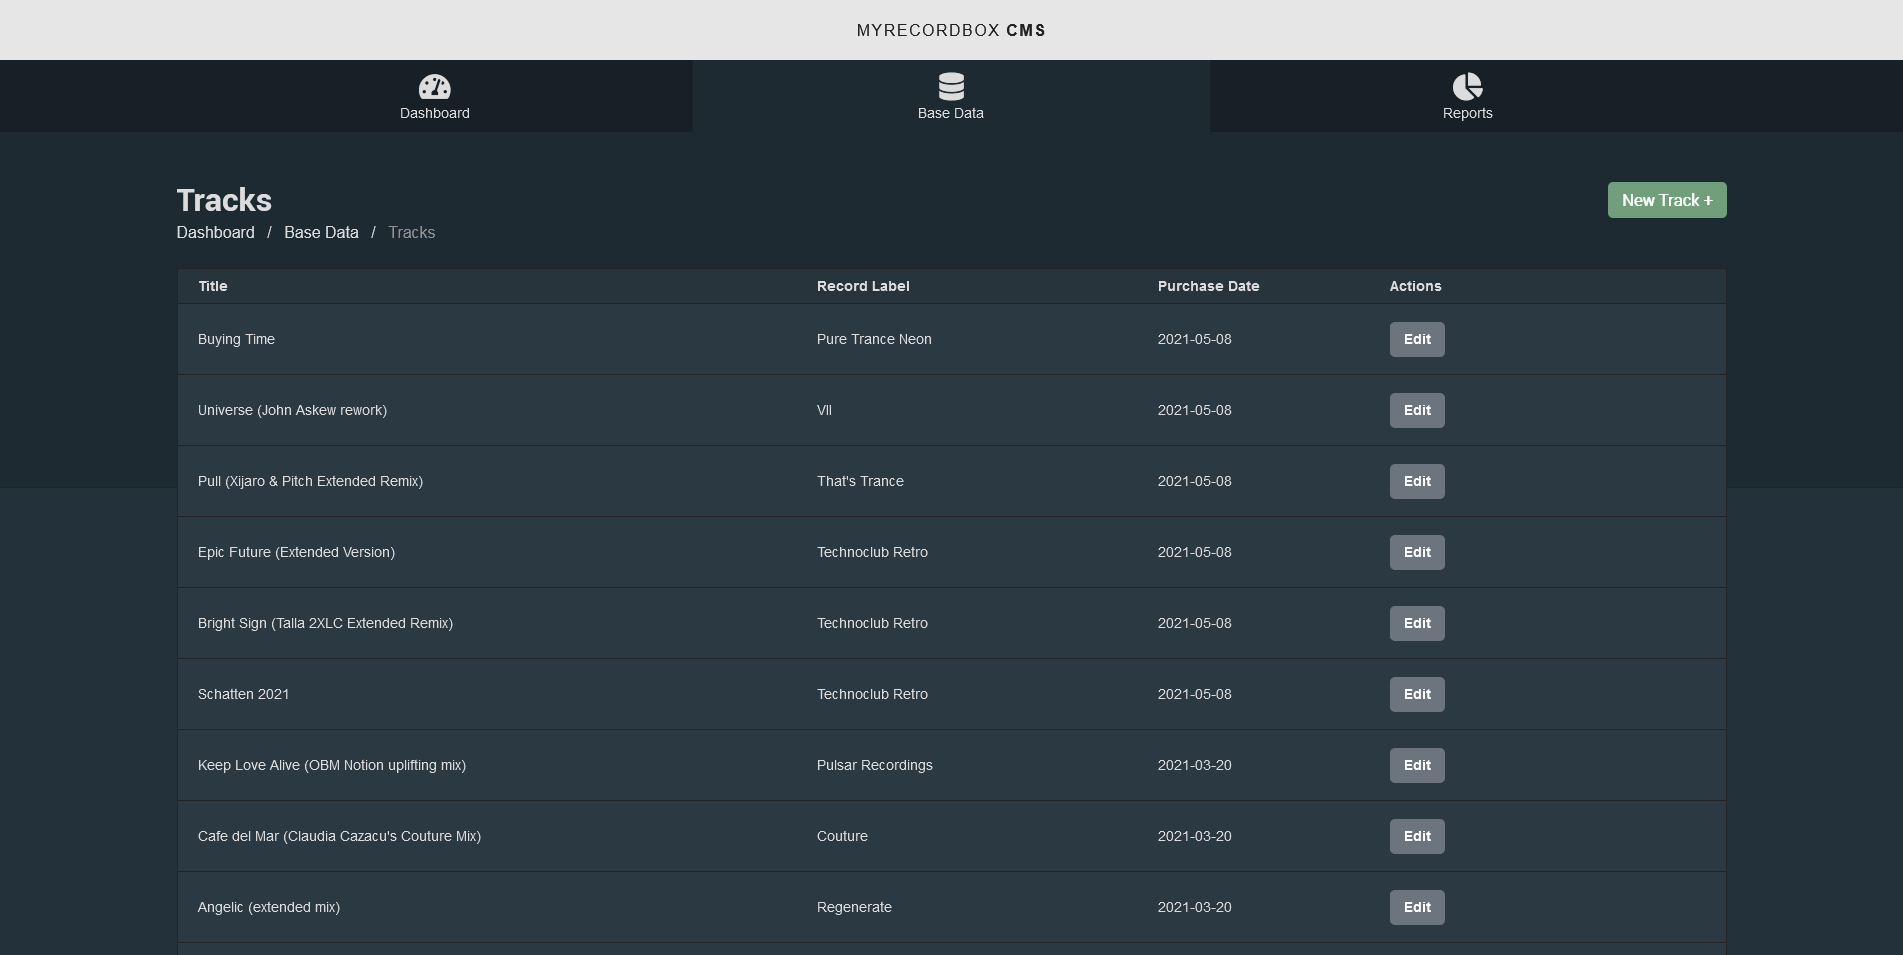 MYRECORDBOX CMS
Dashboard
Base Data
Reports
Tracks
New Track +
Dashboard / Base Data / Tracks
Title Record Label Purchase Date Actions
Buying Time Pure Trance Neon 2021-05-08 Edit
Universe (John Askew rework) VII 2021-05-08 Edit
Pull (Xijaro & Pitch Extended Remix) That's Trance 2021-05-08 Edit
Epic Future (Extended Version) Technoclub Retro 2021-05-08 Edit
Bright Sign (Talla 2XLC Extended Remix) Technoclub Retro 2021-05-08 Edit
Schatten 2021 Technoclub Retro 2021-05-08 Edit
Keep Love Alive (OBM Notion uplifting mix) Pulsar Recordings 2021-03-20 Edit
Cafe del Mar (Claudia Cazacu's Couture Mix) Couture 2021-03-20 Edit
Angelic (extended mix) Regenerate 2021-03-20 Edit